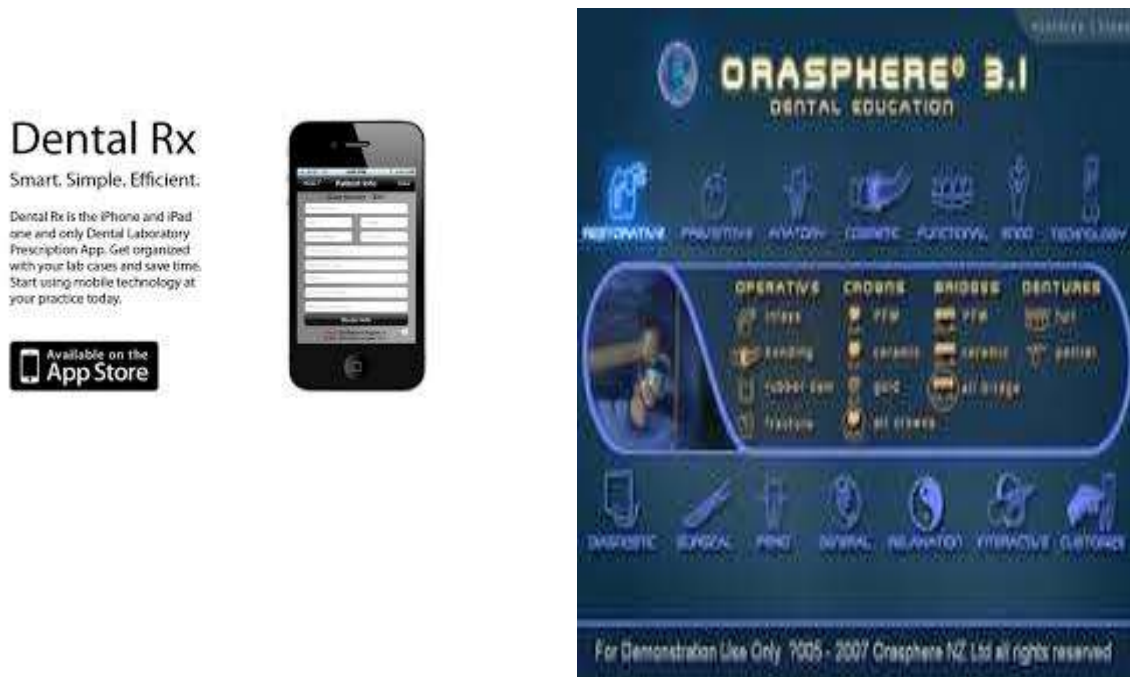 Dental Rx
Smart. Simple. Efficient.
Dental Rx is the iPhone and iPad
one and only Dental Laboratory
Prescription App. Get organized
with your lab cases and save time.
Start using mobile technology at
your practice today.
Available on the
App Store
Patient Info
ORASPHERE® 3.1
DENTAL EDUCATION
RESTORATIVE PREVENTIVE ANATOMY COSMETIC FUNCTIONAL ENDO TECHNOLOGY
OPERATIVE CROWNS BRIDGES DENTURES
inlays PFM PFM full
bonding ceramic ceramic partial
rubber dam gold all bridge
fracture all crowns
DIAGNOSTIC SURGICAL PERIO GENERAL RELAXATION INTERACTIVE CUSTOMIZE
For Demonstration Use Only ?005 - 2007 Orasphere NZ Ltd all rights reserved